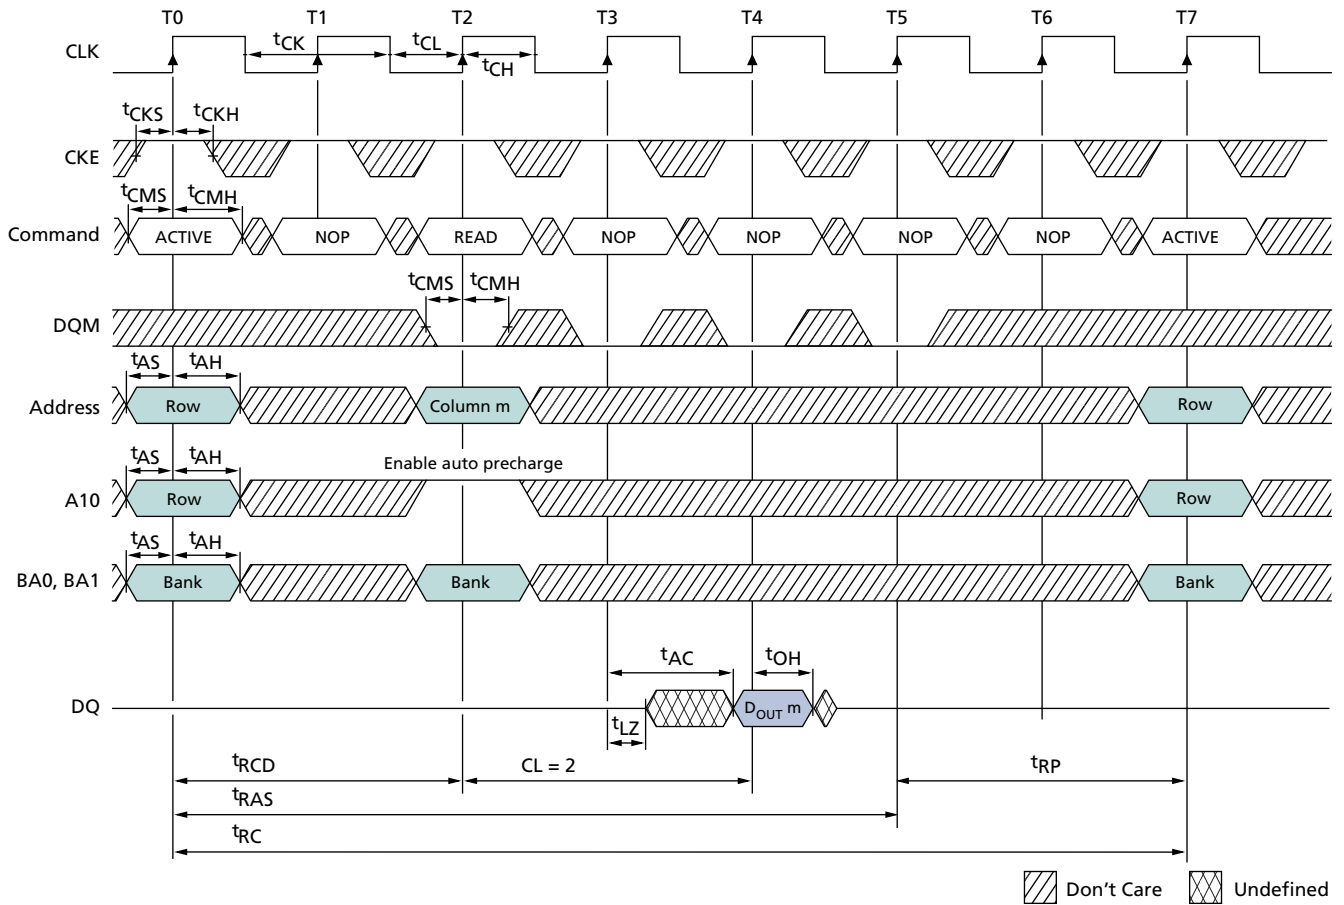 T0 T1 T2 T3 T4 T5 T6 T7
CLK
tCK tCL
tCH
tCKS tCKH
CKE
tCMS tCMH
Command ACTIVE NOP READ NOP NOP NOP NOP ACTIVE
tCMS tCMH
DQM
tAS tAH
Address Row Column m Row
tAS tAH Enable auto precharge
A10 Row Row
tAS tAH
BA0, BA1 Bank Bank Bank
tAC tOH
DQ DOUT m
tLZ
tRCD CL = 2 tRP
tRAS
tRC
Don't Care Undefined